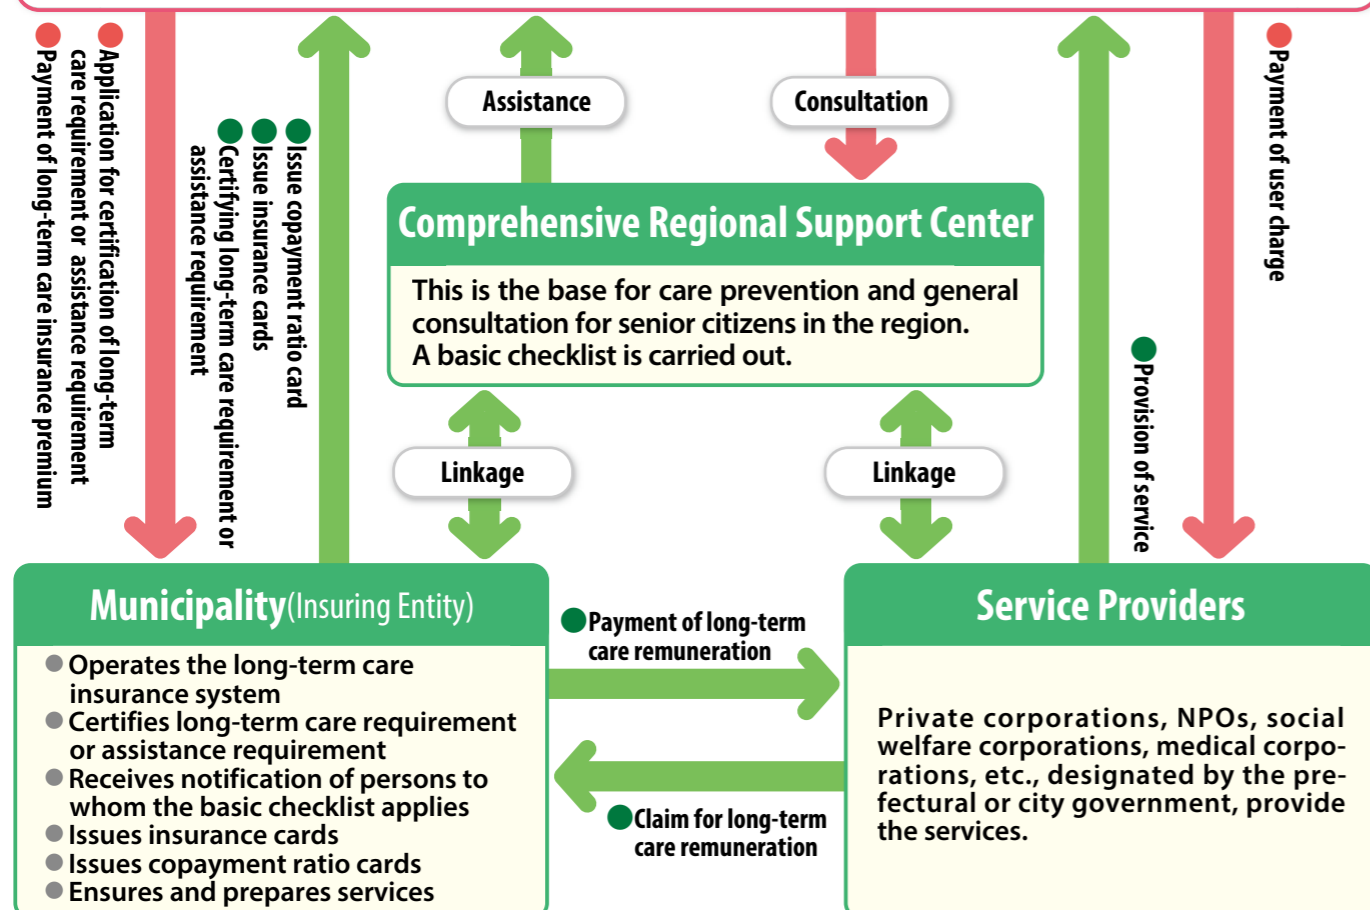 Payment of long-term care insurance premium
Application for certification of long-term
care requirement or assistance requirement
Certifying long-term care requirement or
assistance requirement
Issue insurance cards
Issue copayment ratio card
Assistance
Consultation
Payment of user charge
Comprehensive Regional Support Center
This is the base for care prevention and general
consultation for senior citizens in the region.
A basic checklist is carried out.
Provision of service
Linkage
Linkage
Municipality(Insuring Entity)
Operates the long-term care
insurance system
Certifies long-term care requirement
or assistance requirement
Receives notification of persons to
whom the basic checklist applies
Issues insurance cards
Issues copayment ratio cards
Ensures and prepares services
Payment of long-term
care remuneration
Claim for long-term
care remuneration
Service Providers
Private corporations, NPOs, social
welfare corporations, medical corpo-
rations, etc., designated by the pre-
fectural or city government, provide
the services.